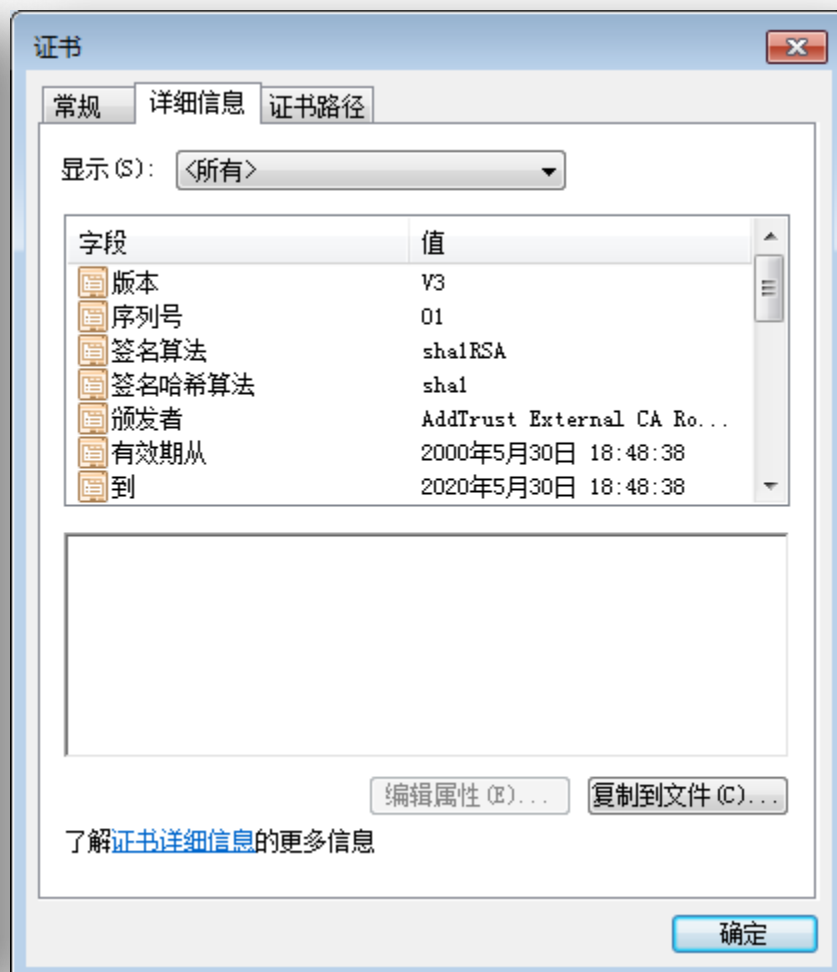 证书
常规 详细信息 证书路径
显示(S): <所有>
字段 值
版本 V3
序列号 01
签名算法 sha1RSA
签名哈希算法 sha1
颁发者 AddTrust External CA Ro...
有效期从 2000年5月30日 18:48:38
到 2020年5月30日 18:48:38
编辑属性(E)... 复制到文件(C)...
了解证书详细信息的更多信息
确定